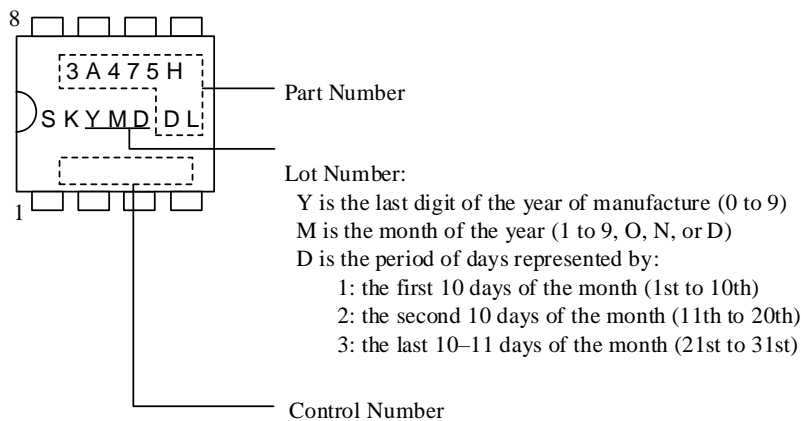 8
3A475H
SKYMD DL
1
Part Number
Lot Number:
Y is the last digit of the year of manufacture (0 to 9)
M is the month of the year (1 to 9, O, N, or D)
D is the period of days represented by:
1: the first 10 days of the month (1st to 10th)
2: the second 10 days of the month (11th to 20th)
3: the last 10–11 days of the month (21st to 31st)
Control Number